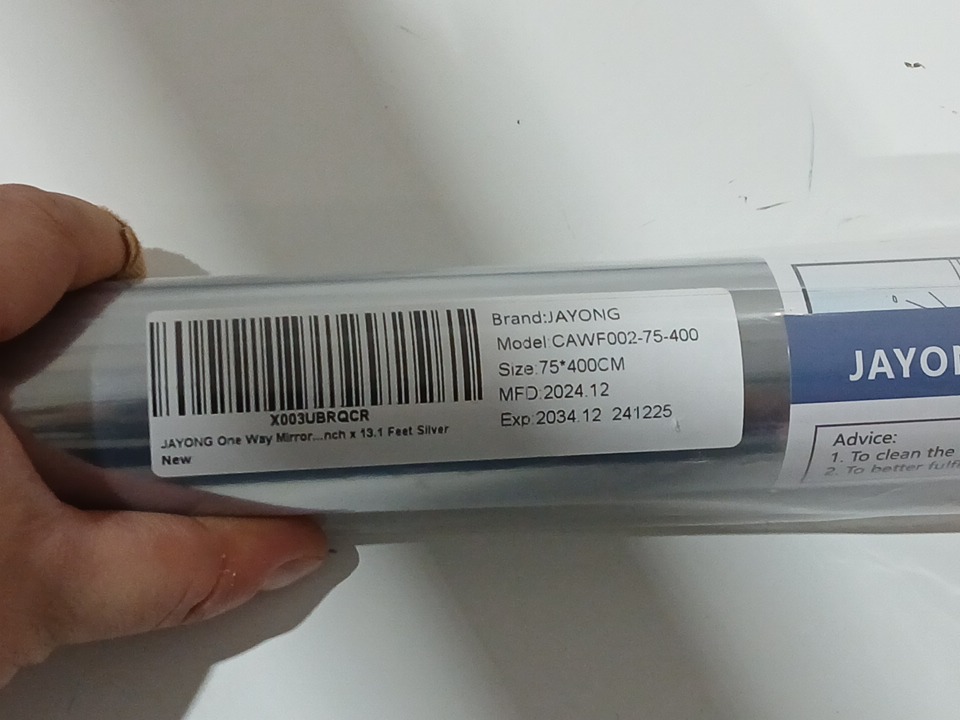 X003UBRQCR
JAYONG One Way Mirror...nch x 13.1 Feet Silver
New
Brand:JAYONG
Model:CAWF002-75-400
Size:75*400CM
MFD:2024.12
Exp:2034.12 241225
JAYON
Advice:
1. To clean the
2. To better fulfi